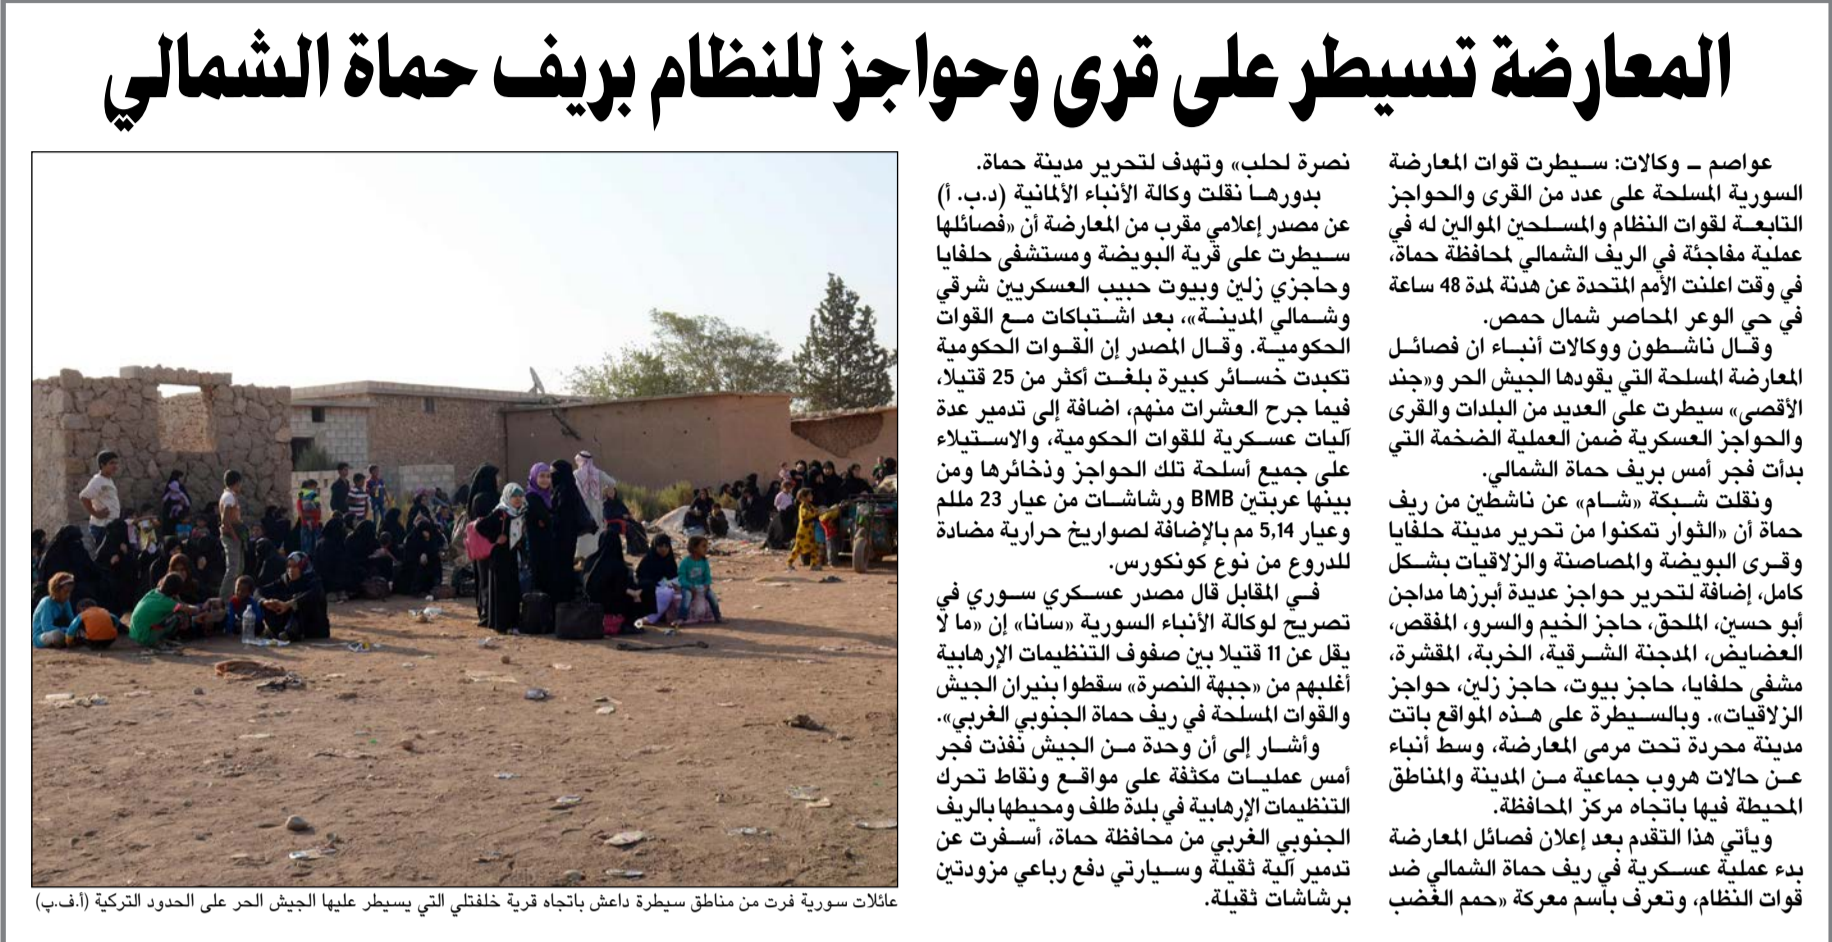 المعارضة تسيطر على قرى وحواجز للنظام بريف حماة الشمالي
عواصم ـ وكالات: سيطرت قوات المعارضة
السورية المسلحة على عدد من القرى والحواجز
التابعة لقوات النظام والمسلحين الموالين له في
عملية مفاجئة في الريف الشمالي لمحافظة حماة،
في وقت اعلنت الأمم المتحدة عن هدنة لمدة 48 ساعة
في حي الوعر المحاصر شمال حمص.
وقال ناشطون ووكالات أنباء ان فصائل
المعارضة المسلحة التي يقودها الجيش الحر و«جند
الأقصى» سيطرت على العديد من البلدات والقرى
والحواجز العسكرية ضمن العملية الضخمة التي
بدأت فجر أمس بريف حماة الشمالي.
ونقلت شبكة «شام» عن ناشطين من ريف
حماة أن «الثوار تمكنوا من تحرير مدينة حلفايا
وقرى البويضة والمصاصنة والزلاقيات بشكل
كامل، إضافة لتحرير حواجز عديدة أبرزها مداجن
أبو حسين، الملحق، حاجز الخيم والسرو، المفقص،
العضايض، المدجنة الشرقية، الخربة، المقشرة،
مشفى حلفايا، حاجز بيوت، حاجز زلين، حواجز
الزلاقيات». وبالسيطرة على هذه المواقع باتت
مدينة محردة تحت مرمى المعارضة، وسط أنباء
عن حالات هروب جماعية من المدينة والمناطق
المحيطة فيها باتجاه مركز المحافظة.
ويأتي هذا التقدم بعد إعلان فصائل المعارضة
بدء عملية عسكرية في ريف حماة الشمالي ضد
قوات النظام، وتعرف باسم معركة «حمم الغضب
نصرة لحلب» وتهدف لتحرير مدينة حماة.
بدورها نقلت وكالة الأنباء الألمانية (د.ب. أ)
عن مصدر إعلامي مقرب من المعارضة أن «فصائلها
سيطرت على قرية البويضة ومستشفى حلفايا
وحاجزي زلين وبيوت حبيب العسكريين شرقي
وشمالي المدينة»، بعد اشتباكات مع القوات
الحكومية. وقال المصدر إن القوات الحكومية
تكبدت خسائر كبيرة بلغت أكثر من 25 قتيلا،
فيما جرح العشرات منهم، اضافة إلى تدمير عدة
آليات عسكرية للقوات الحكومية، والاستيلاء
على جميع أسلحة تلك الحواجز وذخائرها ومن
بينها عربتين BMB ورشاشات من عيار 23 مللم
وعيار 5,14 مم بالإضافة لصواريخ حرارية مضادة
للدروع من نوع كونكورس.
في المقابل قال مصدر عسكري سوري في
تصريح لوكالة الأنباء السورية «سانا» إن «ما لا
يقل عن 11 قتيلا بين صفوف التنظيمات الإرهابية
أغلبهم من «جبهة النصرة» سقطوا بنيران الجيش
والقوات المسلحة في ريف حماة الجنوبي الغربي».
وأشار إلى أن وحدة من الجيش نفذت فجر
أمس عمليات مكثفة على مواقع ونقاط تحرك
التنظيمات الإرهابية في بلدة طلف ومحيطها بالريف
الجنوبي الغربي من محافظة حماة، أسفرت عن
تدمير آلية ثقيلة وسيارتي دفع رباعي مزودتين
برشاشات ثقيلة.
عائلات سورية فرت من مناطق سيطرة داعش باتجاه قرية خلفتلي التي يسيطر عليها الجيش الحر على الحدود التركية (أ.ف.پ)